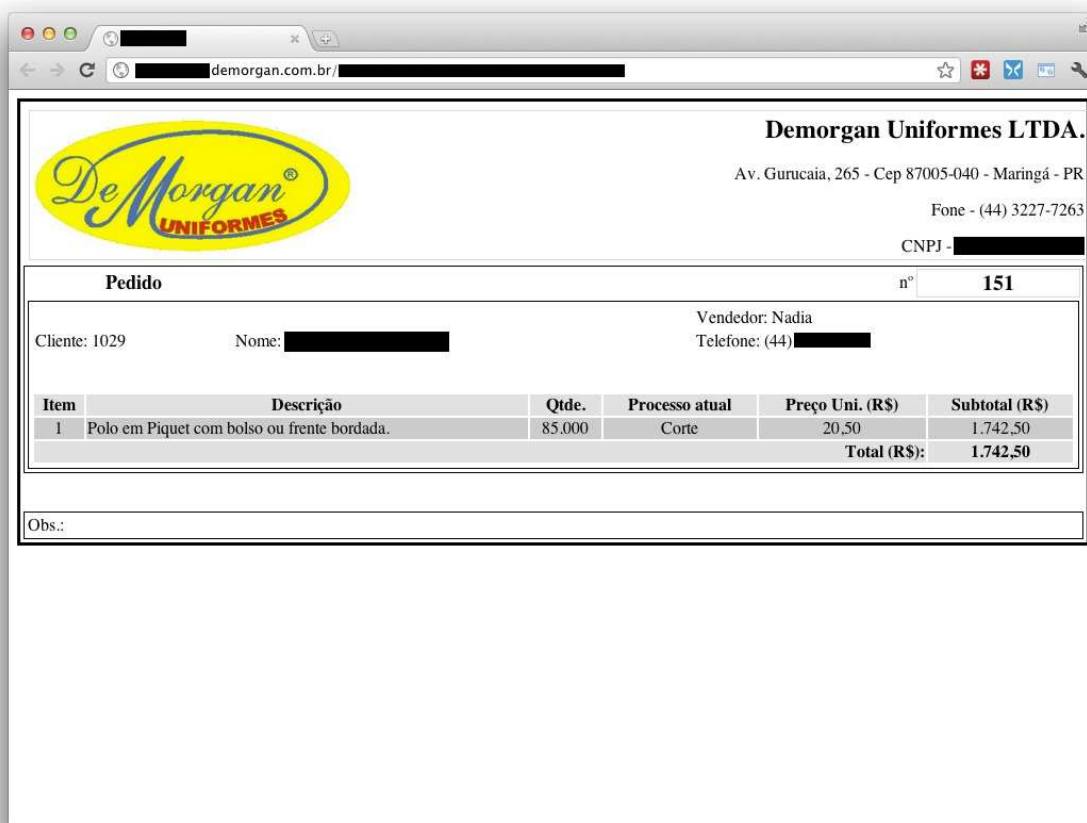 demorgan.com.br/
De Morgan ®
UNIFORMES
Demorgan Uniformes LTDA.
Av. Gurucaia, 265 - Cep 87005-040 - Maringá - PR
Fone - (44) 3227-7263
CNPJ -
Pedido nº 151
Vendedor: Nadia
Cliente: 1029 Nome: Telefone: (44)
Item Descrição Qtde. Processo atual Preço Uni. (R$) Subtotal (R$)
1 Polo em Piquet com bolso ou frente bordada. 85.000 Corte 20,50 1.742,50
Total (R$): 1.742,50
Obs.: